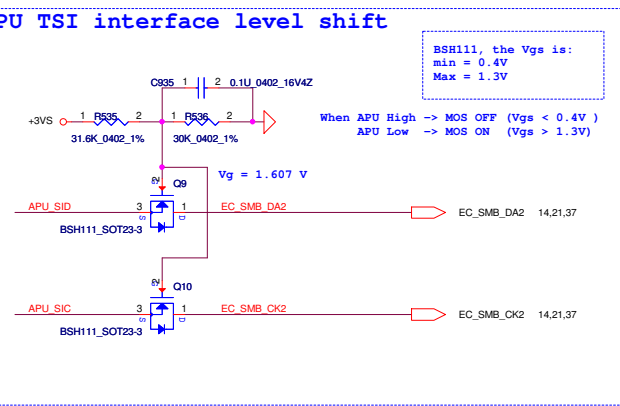 PU TSI interface level shift
BSH111, the Vgs is:
min = 0.4V
Max = 1.3V
C935 1 2 0.1U_0402_16V4Z
+3VS 1 R535 2 1 R536 2
31.6K_0402_1% 30K_0402_1%
When APU High -> MOS OFF (Vgs < 0.4V )
APU Low -> MOS ON (Vgs > 1.3V)
Vg = 1.607 V
Q9
APU_SID 3 S 1 D EC_SMB_DA2 EC_SMB_DA2 14,21,37
BSH111_SOT23-3
Q10
APU_SIC 3 S 1 D EC_SMB_CK2 EC_SMB_CK2 14,21,37
BSH111_SOT23-3